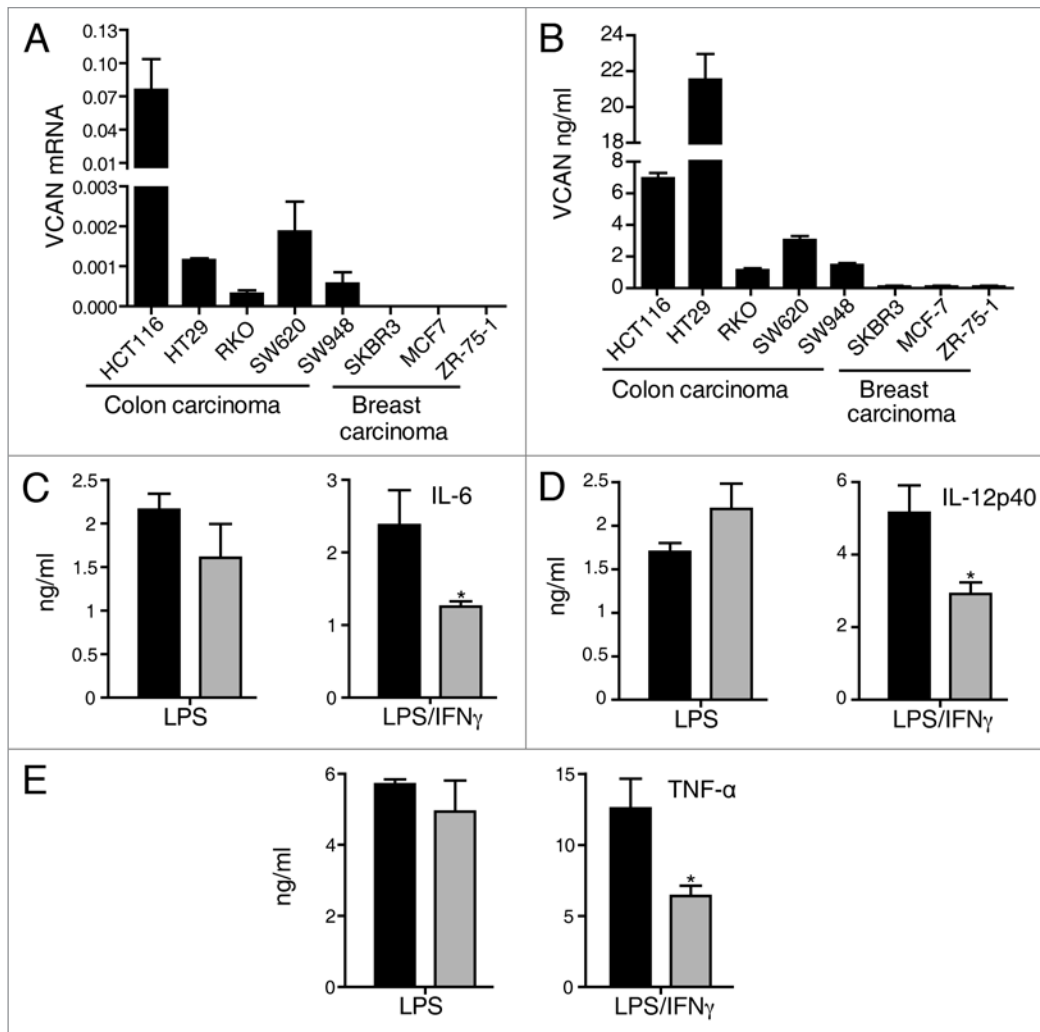 A
VCAN mRNA
0.13
0.10
0.07
0.04
0.01
0.003
0.002
0.001
0.000
HCT116
HT29
RKO
SW620
SW948
SKBR3
MCF7
ZR-75-1
Colon carcinoma
Breast
carcinoma
B
VCAN ng/ml
24
22
20
18
8
6
4
2
0
HCT116
HT29
RKO
SW620
SW948
SKBR3
MCF-7
ZR-75-1
Colon carcinoma
Breast
carcinoma
C
ng/ml
2.5
2
1.5
1
0.5
0
LPS
IL-6
3
2
1
0
*
LPS/IFNγ
D
ng/ml
2.5
2
1.5
1
0.5
0
LPS
IL-12p40
6
4
3
2
0
*
LPS/IFNγ
E
ng/ml
6
4
2
0
LPS
TNF-α
15
10
5
0
*
LPS/IFNγ